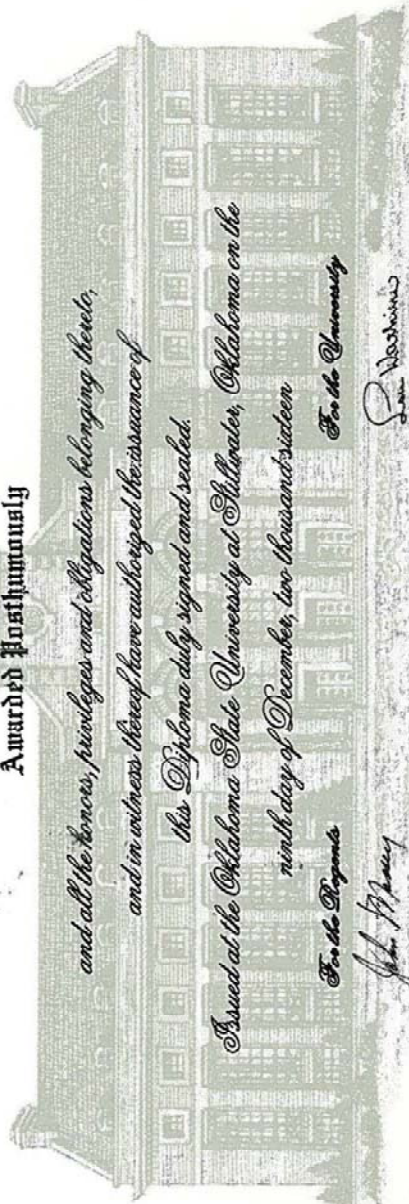 Awarded Posthumously
and all the honors, privileges and obligations belonging thereto,
and in witness thereof have authorized the issuance of
this Diploma duly signed and sealed.
Issued at the Oklahoma State University at Stillwater, Oklahoma on the
ninth day of December, two thousand sixteen
For the Regents For the University